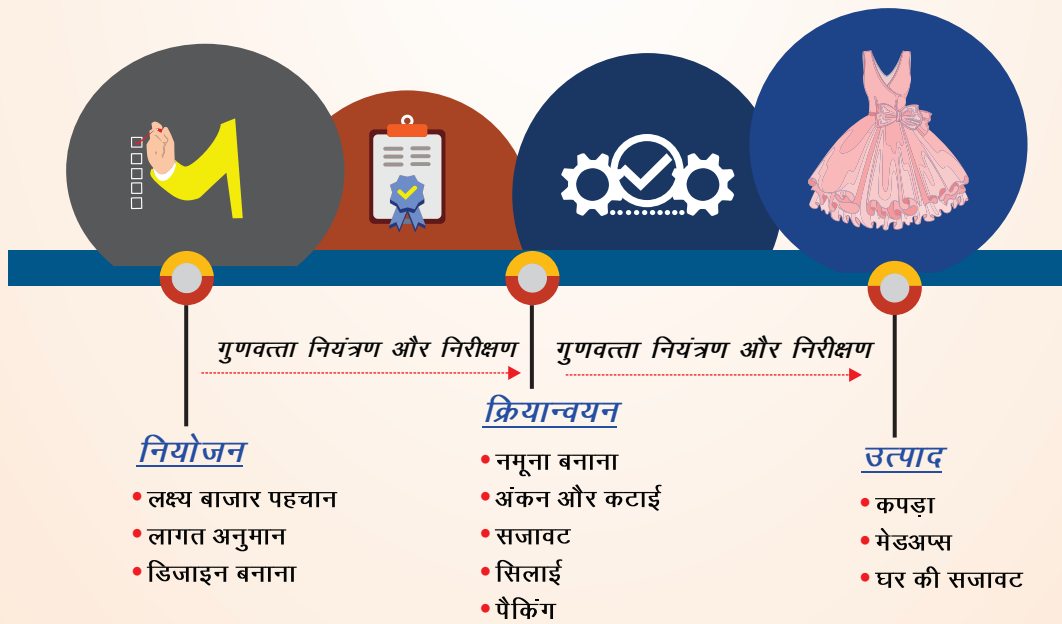 गुणवत्ता नियंत्रण और निरीक्षण
गुणवत्ता नियंत्रण और निरीक्षण
नियोजन
• लक्ष्य बाजार पहचान
• लागत अनुमान
• डिजाइन बनाना
क्रियान्वयन
• नमूना बनाना
• अंकन और कटाई
• सजावट
• सिलाई
• पैकिंग
उत्पाद
• कपड़ा
• मेडअप्स
• घर की सजावट